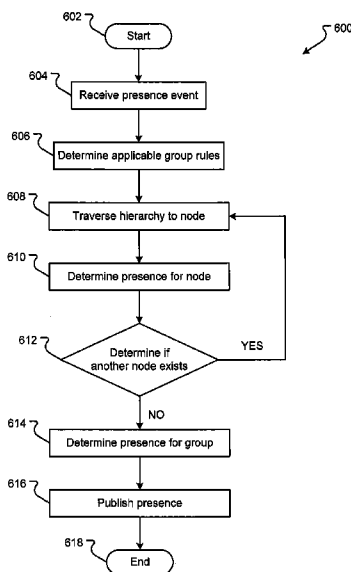 602
Start
600
604
Receive presence event
606
Determine applicable group rules
608
Traverse hierarchy to node
610
Determine presence for node
612
Determine if
another node exists
YES
NO
614
Determine presence for group
616
Publish presence
618
End